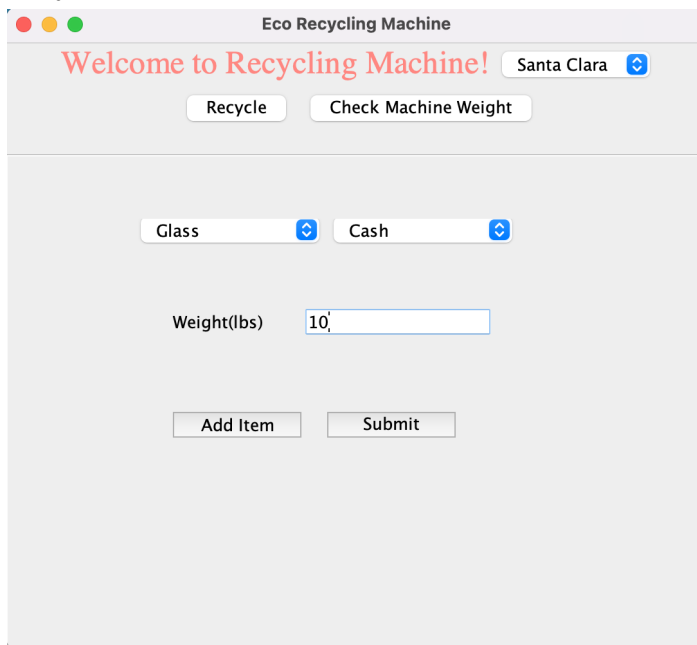 Eco Recycling Machine
Welcome to Recycling Machine! Santa Clara
Recycle Check Machine Weight
Glass Cash
Weight(lbs) 10
Add Item Submit